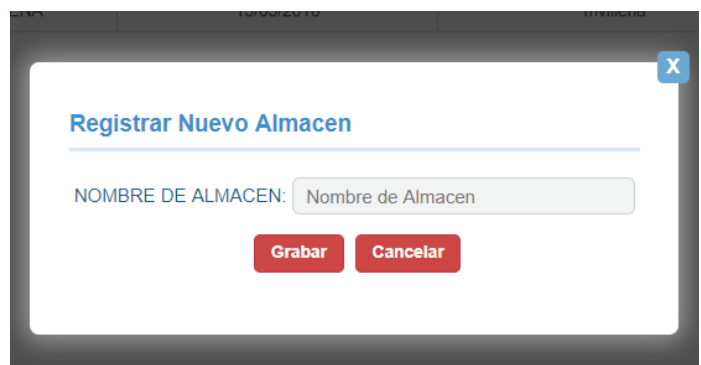 X
Registrar Nuevo Almacen
NOMBRE DE ALMACEN: Nombre de Almacen
Grabar Cancelar